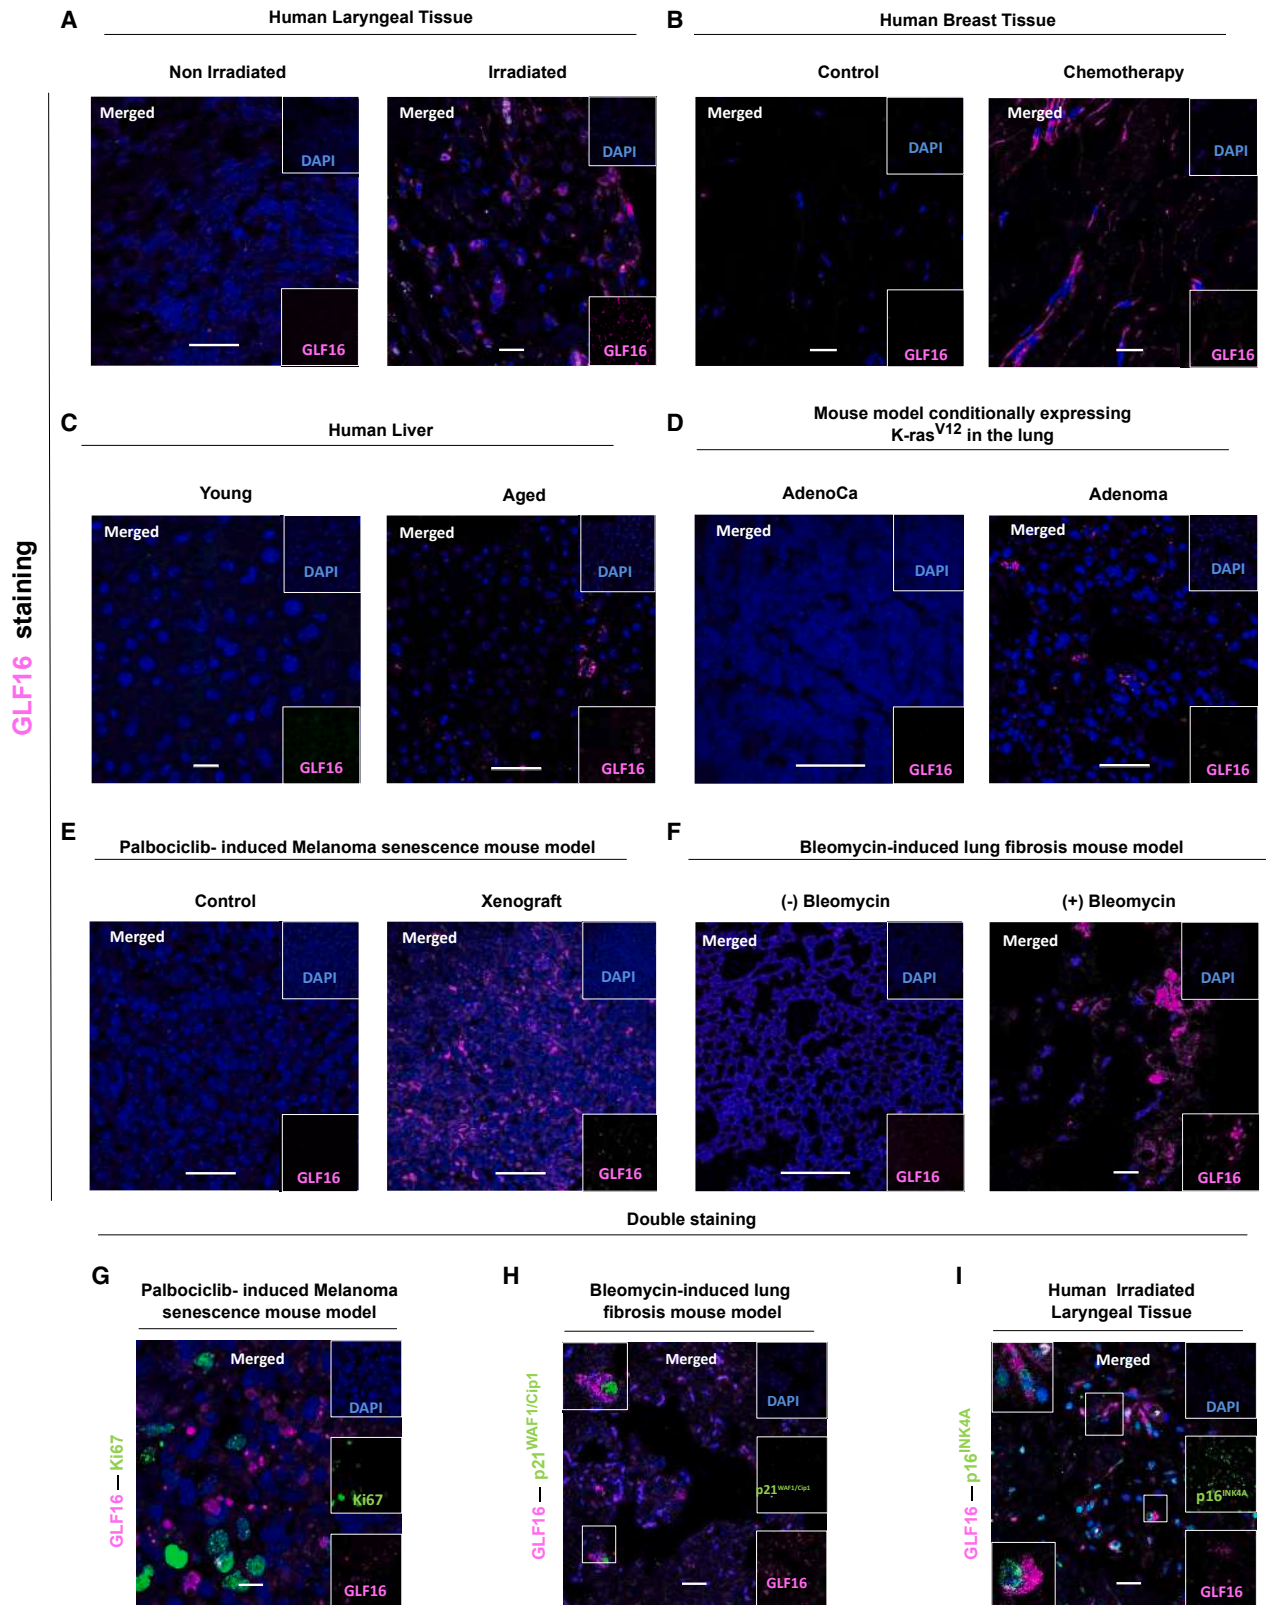 GLF16 staining
A
Human Laryngeal Tissue
Non Irradiated
Irradiated
Merged
DAPI
GLF16
Merged
DAPI
GLF16
B
Human Breast Tissue
Control
Chemotherapy
Merged
DAPI
GLF16
Merged
DAPI
GLF16
C
Human Liver
Young
Aged
Merged
DAPI
GLF16
Merged
DAPI
GLF16
D
Mouse model conditionally expressing
K-rasV12 in the lung
AdenoCa
Adenoma
Merged
DAPI
GLF16
Merged
DAPI
GLF16
E
Palbociclib- induced Melanoma senescence mouse model
Control
Xenograft
Merged
DAPI
GLF16
Merged
DAPI
GLF16
F
Bleomycin-induced lung fibrosis mouse model
(-) Bleomycin
(+) Bleomycin
Merged
DAPI
GLF16
Merged
DAPI
GLF16
Double staining
G
Palbociclib- induced Melanoma
senescence mouse model
GLF16 — Ki67
Merged
DAPI
Ki67
GLF16
H
Bleomycin-induced lung
fibrosis mouse model
GLF16 — p21WAF1/Cip1
Merged
DAPI
p21WAF1/Cip1
GLF16
I
Human Irradiated
Laryngeal Tissue
GLF16 — p16INK4A
Merged
DAPI
p16INK4A
GLF16